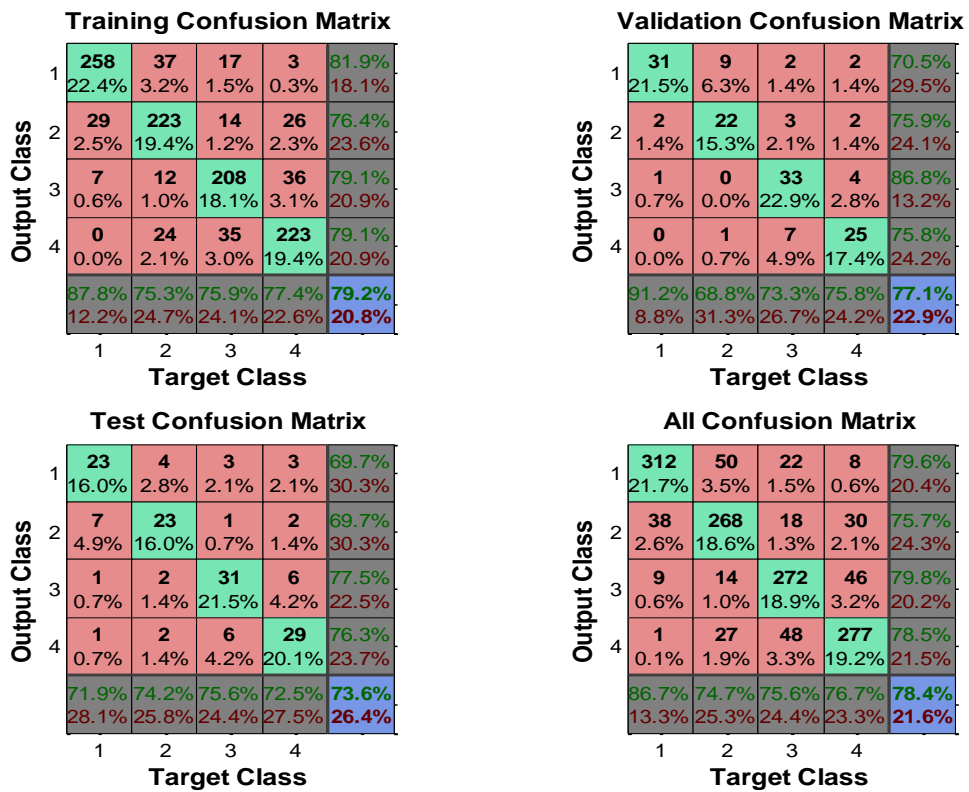 Training Confusion Matrix
258 37 17 3 81.9%
1
22.4% 3.2% 1.5% 0.3% 18.1%
29 223 14 26 76.4%
2
2.5% 19.4% 1.2% 2.3% 23.6%
7 12 208 36 79.1%
3
0.6% 1.0% 18.1% 3.1% 20.9%
0 24 35 223 79.1%
4
0.0% 2.1% 3.0% 19.4% 20.9%
87.8% 75.3% 75.9% 77.4% 79.2%
12.2% 24.7% 24.1% 22.6% 20.8%
1 2 3 4
Output Class
Target Class
Validation Confusion Matrix
31 9 2 2 70.5%
1
21.5% 6.3% 1.4% 1.4% 29.5%
2 22 3 2 75.9%
2
1.4% 15.3% 2.1% 1.4% 24.1%
1 0 33 4 86.8%
3
0.7% 0.0% 22.9% 2.8% 13.2%
0 1 7 25 75.8%
4
0.0% 0.7% 4.9% 17.4% 24.2%
91.2% 68.8% 73.3% 75.8% 77.1%
8.8% 31.3% 26.7% 24.2% 22.9%
1 2 3 4
Output Class
Target Class
Test Confusion Matrix
23 4 3 3 69.7%
1
16.0% 2.8% 2.1% 2.1% 30.3%
7 23 1 2 69.7%
2
4.9% 16.0% 0.7% 1.4% 30.3%
1 2 31 6 77.5%
3
0.7% 1.4% 21.5% 4.2% 22.5%
1 2 6 29 76.3%
4
0.7% 1.4% 4.2% 20.1% 23.7%
71.9% 74.2% 75.6% 72.5% 73.6%
28.1% 25.8% 24.4% 27.5% 26.4%
1 2 3 4
Output Class
Target Class
All Confusion Matrix
312 50 22 8 79.6%
1
21.7% 3.5% 1.5% 0.6% 20.4%
38 268 18 30 75.7%
2
2.6% 18.6% 1.3% 2.1% 24.3%
9 14 272 46 79.8%
3
0.6% 1.0% 18.9% 3.2% 20.2%
1 27 48 277 78.5%
4
0.1% 1.9% 3.3% 19.2% 21.5%
86.7% 74.7% 75.6% 76.7% 78.4%
13.3% 25.3% 24.4% 23.3% 21.6%
1 2 3 4
Output Class
Target Class